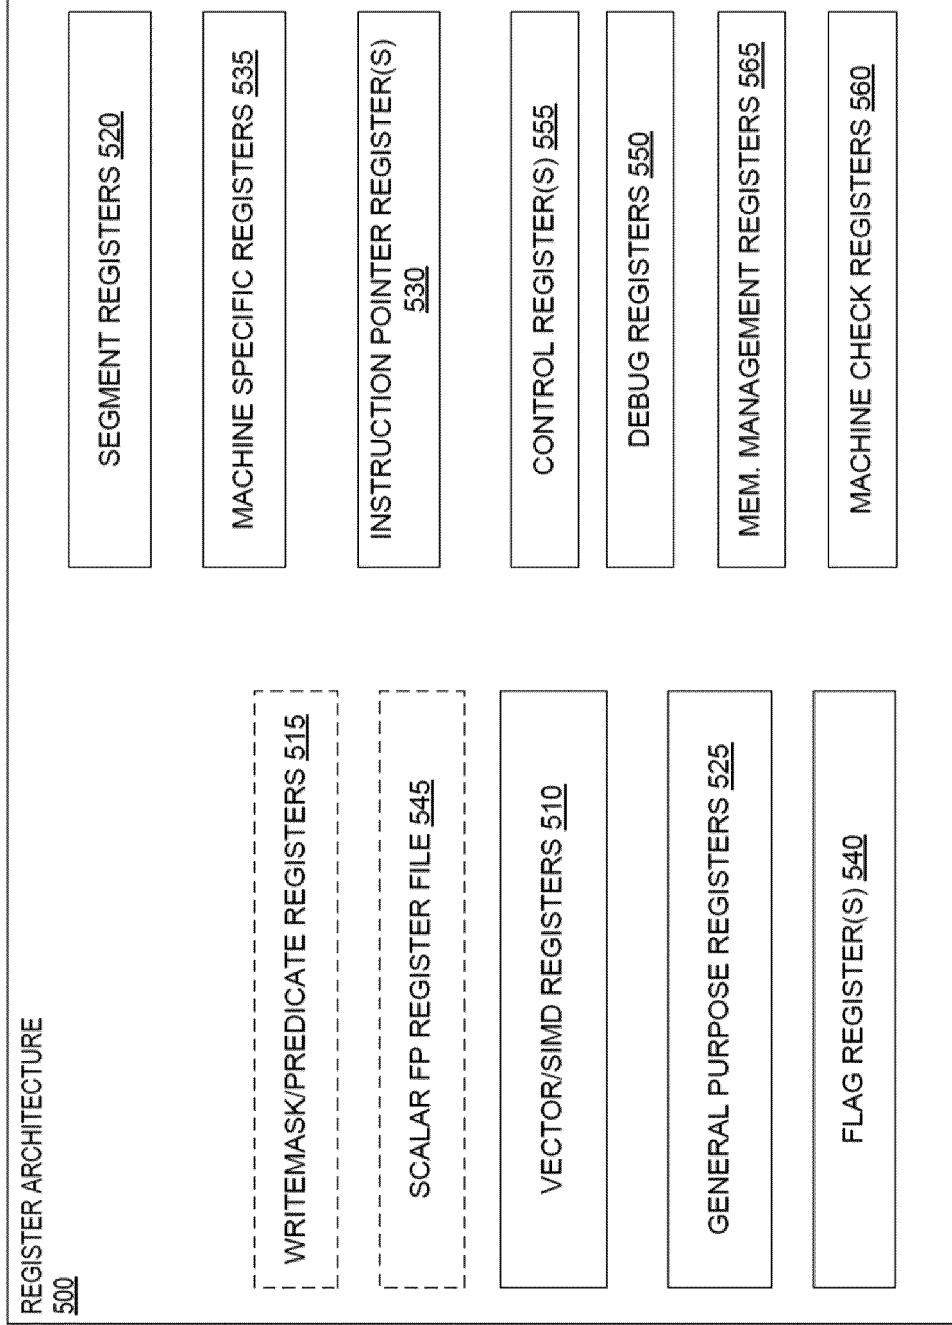 REGISTER ARCHITECTURE
500
WRITEMASK/PREDICATE REGISTERS 515
SCALAR FP REGISTER FILE 545
VECTOR/SIMD REGISTERS 510
GENERAL PURPOSE REGISTERS 525
FLAG REGISTER(S) 540
SEGMENT REGISTERS 520
MACHINE SPECIFIC REGISTERS 535
INSTRUCTION POINTER REGISTER(S)
530
CONTROL REGISTER(S) 555
DEBUG REGISTERS 550
MEM. MANAGEMENT REGISTERS 565
MACHINE CHECK REGISTERS 560